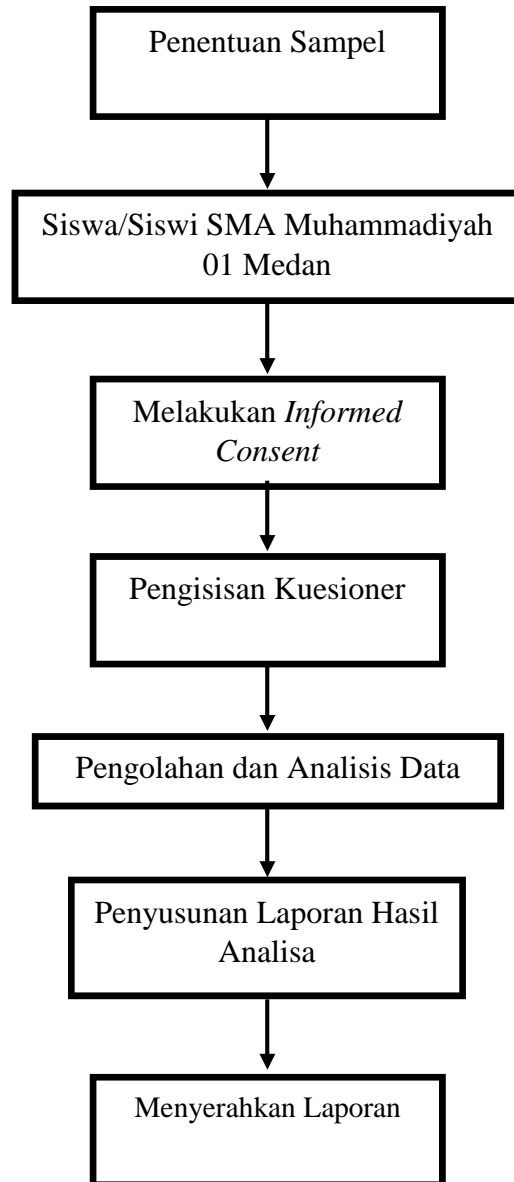 Penentuan Sampel
Siswa/Siswi SMA Muhammadiyah
01 Medan
Melakukan Informed
Consent
Pengisisan Kuesioner
Pengolahan dan Analisis Data
Penyusunan Laporan Hasil
Analisa
Menyerahkan Laporan